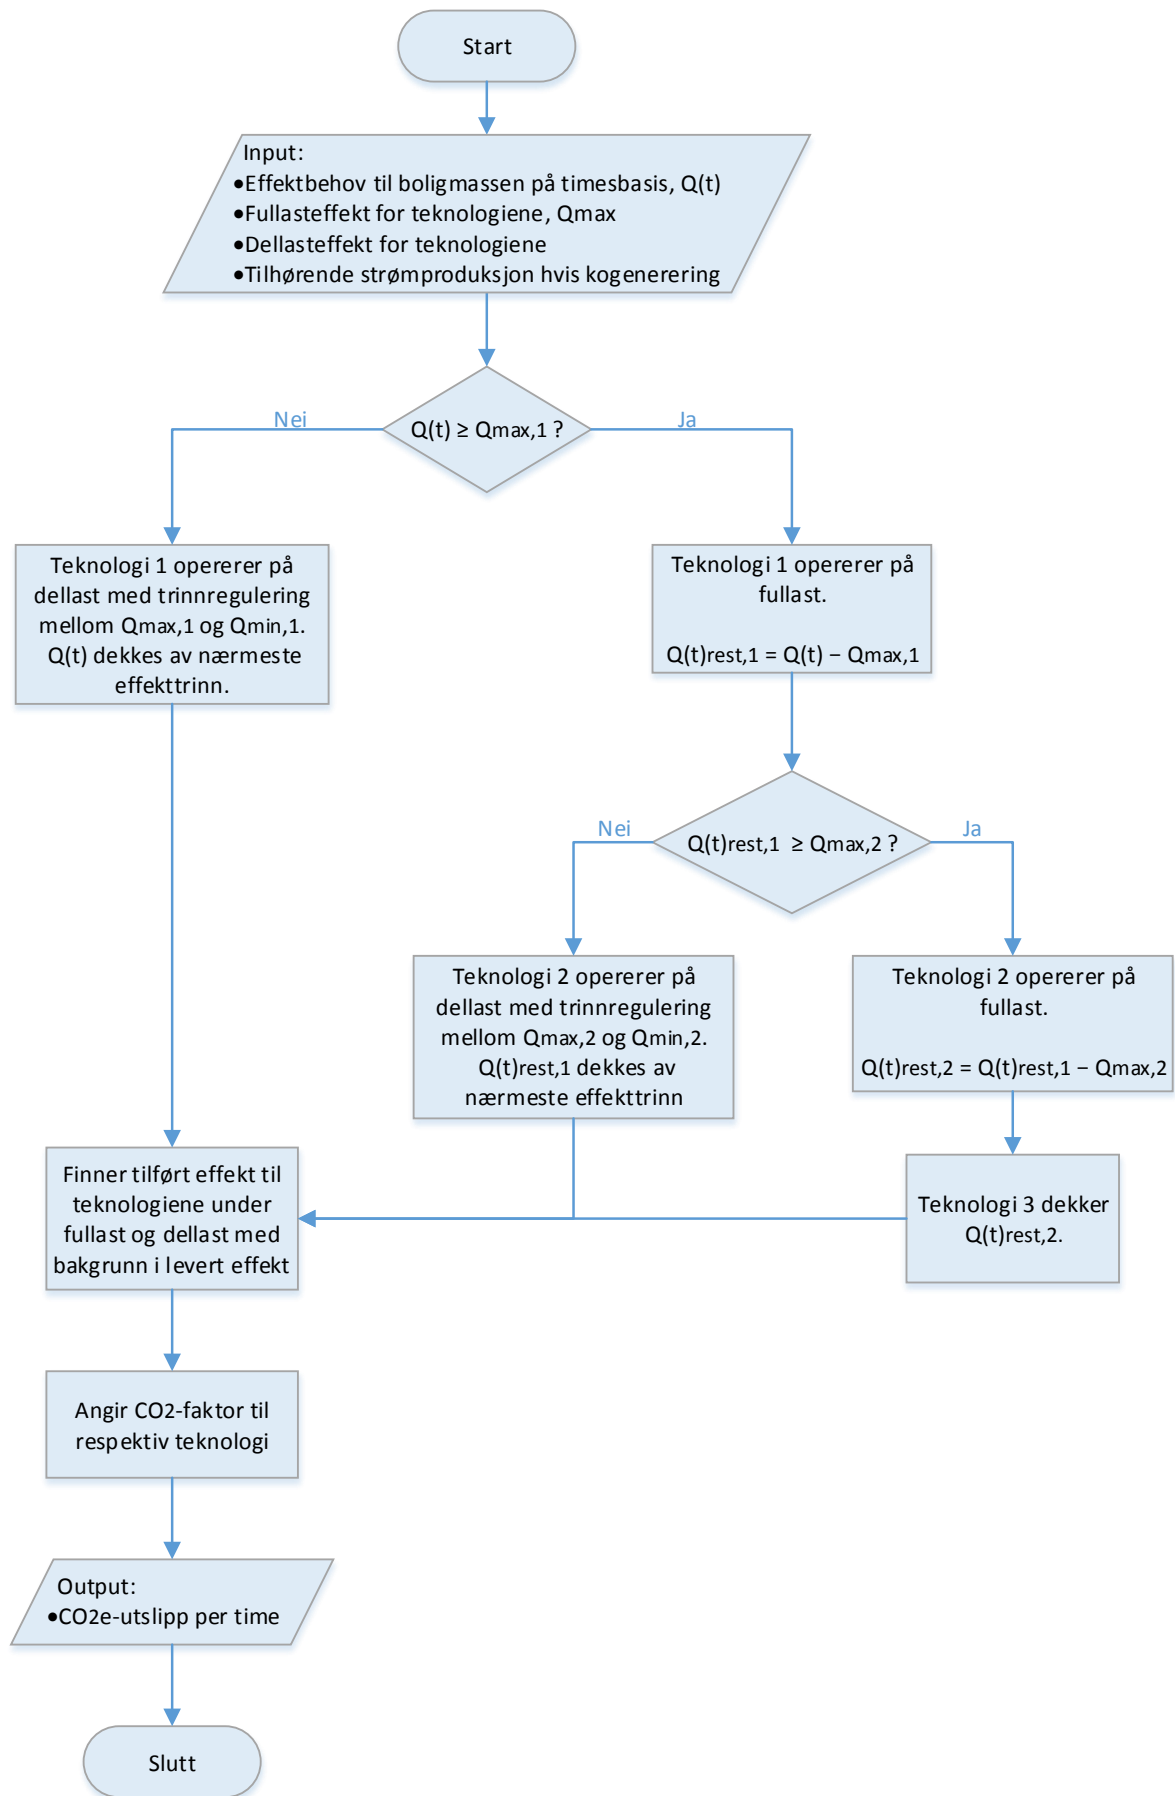 Start
Input:
•Effektbehov til boligmassen på timesbasis, Q(t)
•Fullasteffekt for teknologiene, Qmax
•Dellasteffekt for teknologiene
•Tilhørende strømproduksjon hvis kogenerering
Nei
Q(t) ≥ Qmax,1 ?
Ja
Teknologi 1 opererer på
dellast med trinnregulering
mellom Qmax,1 og Qmin,1.
Q(t) dekkes av nærmeste
effekttrinn.
Teknologi 1 opererer på
fullast.
Q(t)rest,1 = Q(t) − Qmax,1
Nei
Q(t)rest,1 ≥ Qmax,2 ?
Ja
Teknologi 2 opererer på
dellast med trinnregulering
mellom Qmax,2 og Qmin,2.
Q(t)rest,1 dekkes av
nærmeste effekttrinn
Teknologi 2 opererer på
fullast.
Q(t)rest,2 = Q(t)rest,1 − Qmax,2
Finner tilført effekt til
teknologiene under
fullast og dellast med
bakgrunn i levert effekt
Teknologi 3 dekker
Q(t)rest,2.
Angir CO2-faktor til
respektiv teknologi
Output:
•CO2e-utslipp per time
Slutt